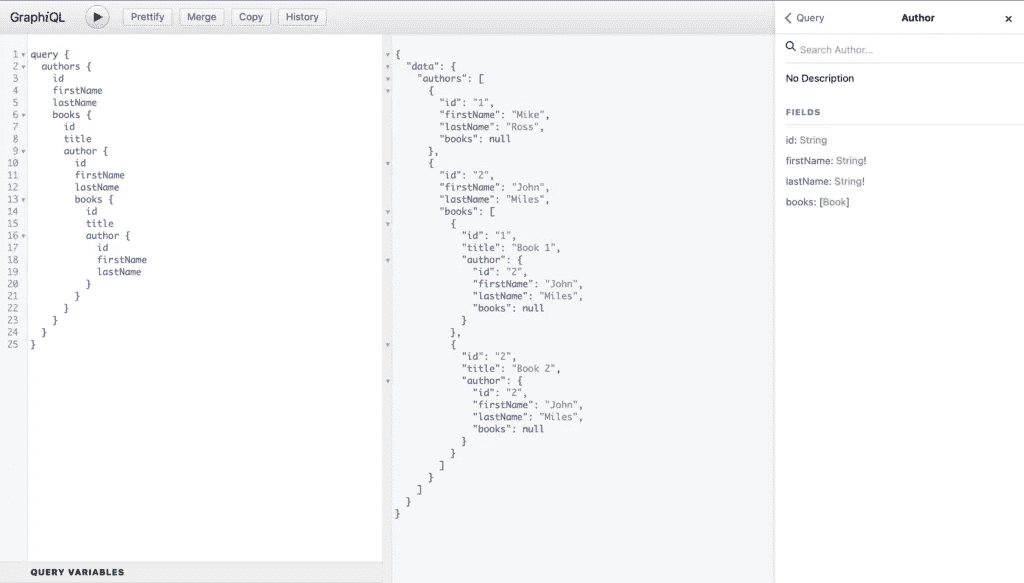 GraphiQL Prettify Merge Copy History
1 query {
2 authors {
3 id
4 firstName
5 lastName
6 books {
7 id
8 title
9 author {
10 id
11 firstName
12 lastName
13 books {
14 id
15 title
16 author {
17 id
18 firstName
19 lastName
20 }
21 }
22 }
23 }
24 }
25 }
QUERY VARIABLES
{
"data": {
"authors": [
{
"id": "1",
"firstName": "Mike",
"lastName": "Ross",
"books": null
},
{
"id": "2",
"firstName": "John",
"lastName": "Miles",
"books": [
{
"id": "1",
"title": "Book 1",
"author": {
"id": "2",
"firstName": "John",
"lastName": "Miles",
"books": null
}
},
{
"id": "2",
"title": "Book 2",
"author": {
"id": "2",
"firstName": "John",
"lastName": "Miles",
"books": null
}
}
]
}
]
}
}
Query Author ×
Search Author...
No Description
FIELDS
id: String
firstName: String!
lastName: String!
books: [Book]